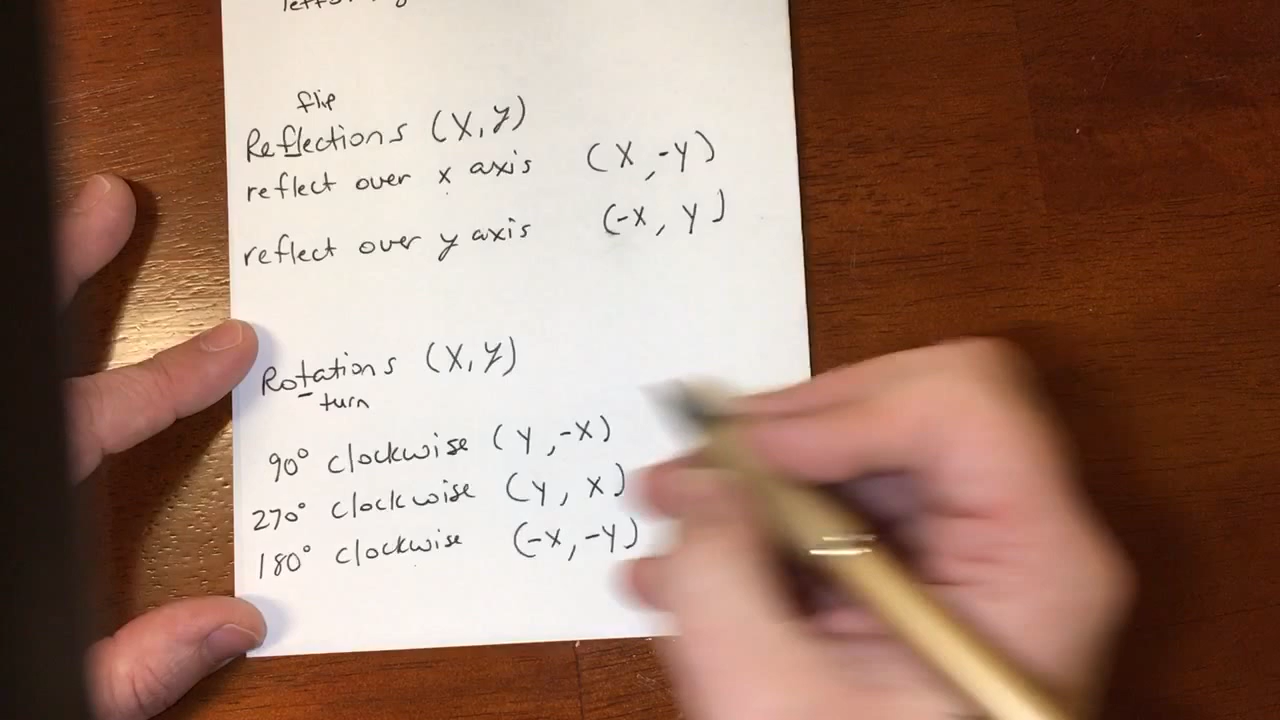 flip
Reflections (X,Y)
reflect over x axis (X,-Y)
reflect over y axis (-X, Y)
Rotations (X,Y)
turn
90° clockwise (Y,-X)
270° clockwise (Y, X)
180° clockwise (-X,-Y)